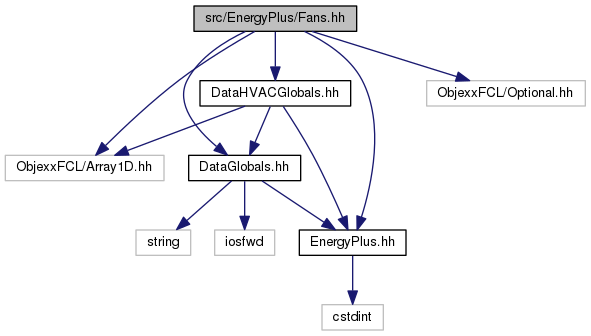 src/EnergyPlus/Fans.hh
DataHVACGlobals.hh
ObjexxFCL/Optional.hh
ObjexxFCL/Array1D.hh
DataGlobals.hh
string
iosfwd
EnergyPlus.hh
cstdint